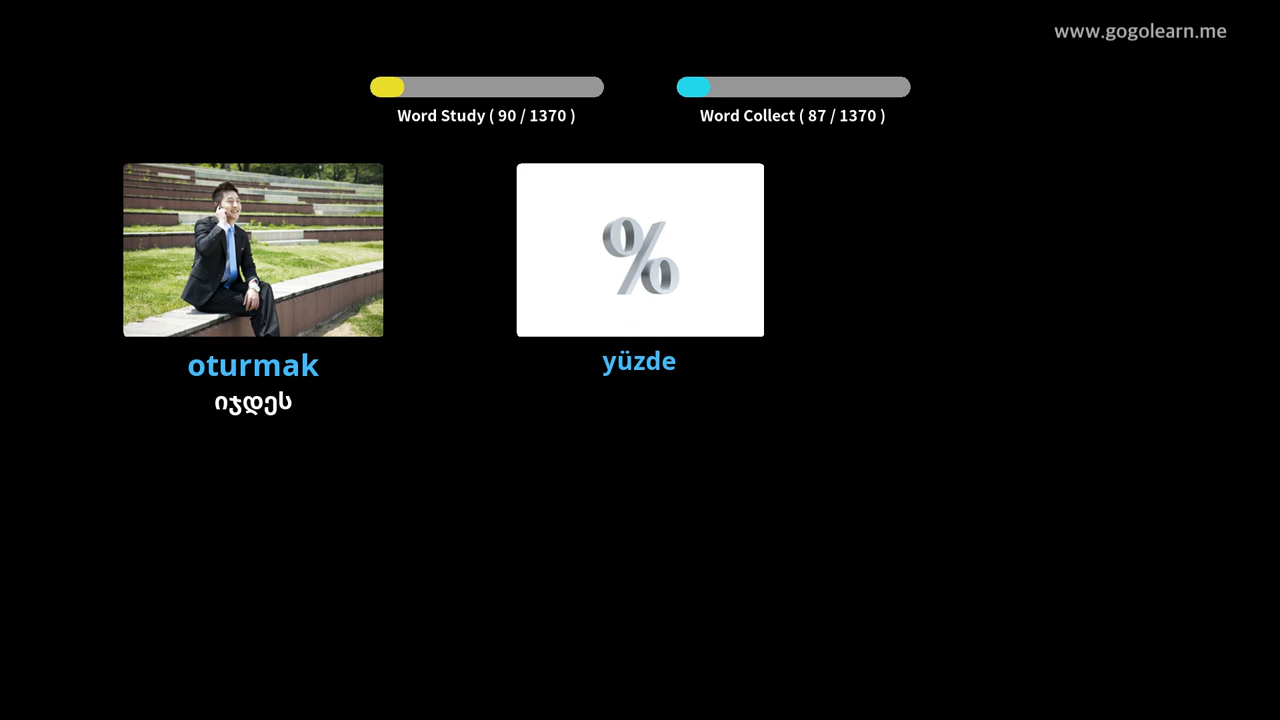 www.gogolearn.me
Word Study ( 90 / 1370 )
Word Collect ( 87 / 1370 )
%
oturmak
იჯდეს
yüzde